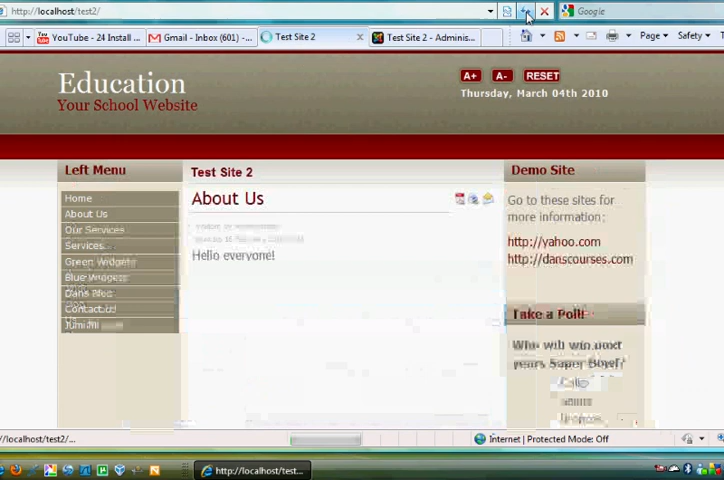 http://localhost/test2/
Google
YouTube - 24 Install ...
Gmail - Inbox (601) -...
Test Site 2
Test Site 2 - Adminis...
Page
Safety
Education
Your School Website
A+ A- RESET
Thursday, March 04th 2010
Left Menu
Home
About Us
Our Services
Services
Green Widgets
Blue Widgets
Dans Blog
Contact Us
Jumi
Test Site 2
About Us
Hello everyone!
Demo Site
Go to these sites for
more information:
http://yahoo.com
http://danscourses.com
Take a Poll!
Who will win next
years Super Bowl?
://localhost/test2/...
Internet | Protected Mode: Off
http://localhost/test...